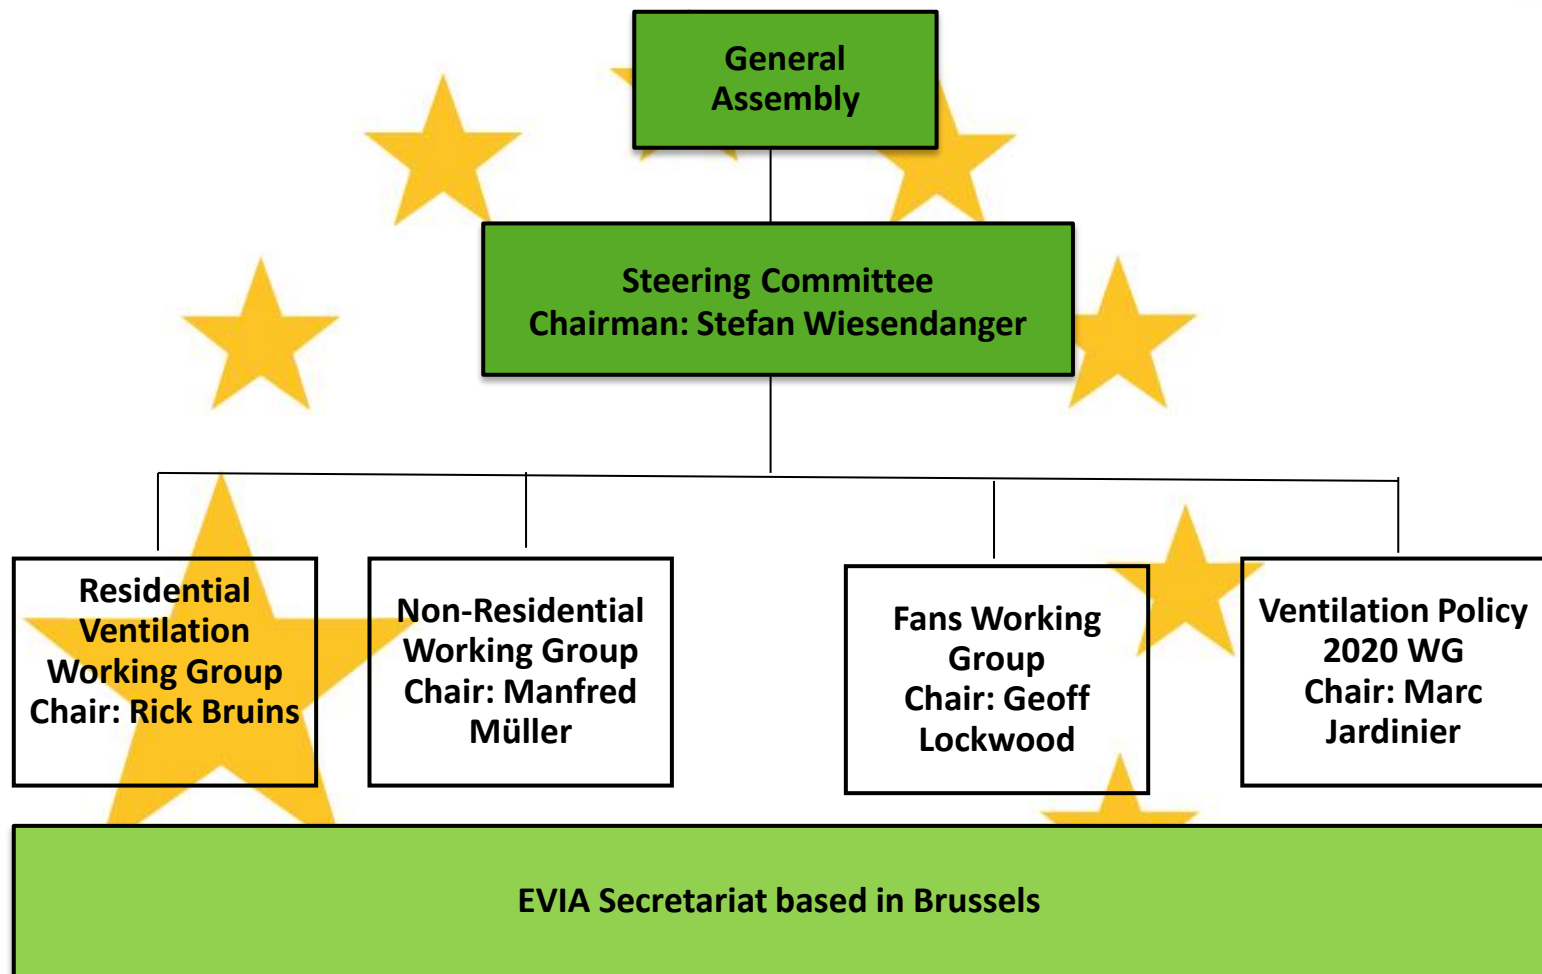 General
Assembly
Steering Committee
Chairman: Stefan Wiesendanger
Residential
Ventilation
Working Group
Chair: Rick Bruins
Non-Residential
Working Group
Chair: Manfred
Müller
Fans Working
Group
Chair: Geoff
Lockwood
Ventilation Policy
2020 WG
Chair: Marc
Jardinier
EVIA Secretariat based in Brussels